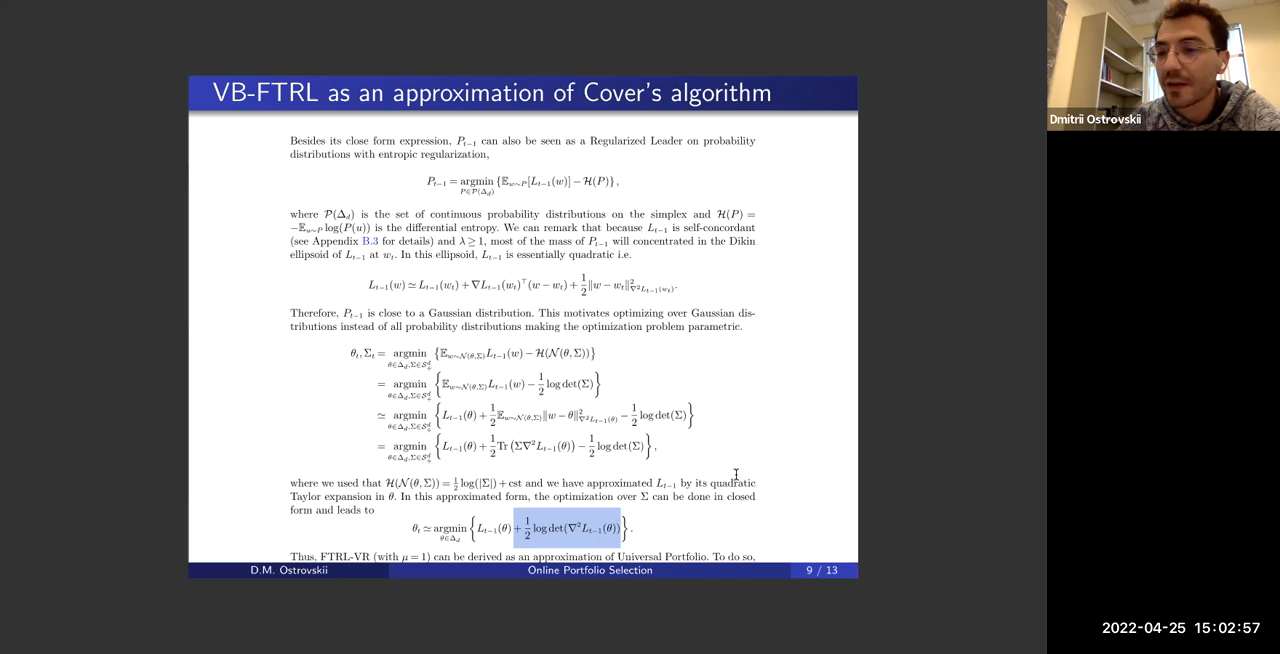 VB-FTRL as an approximation of Cover's algorithm
Besides its close form expression, P_{t−1} can also be seen as a Regularized Leader on probability
distributions with entropic regularization,
P_{t−1} = argmin_{P∈𝒫(Δ_d)} {𝔼_{w∼P}[L_{t−1}(w)] − ℋ(P)},
where 𝒫(Δ_d) is the set of continuous probability distributions on the simplex and ℋ(P) =
−𝔼_{u∼P} log(P(u)) is the differential entropy. We can remark that because L_{t−1} is self-concordant
(see Appendix B.3 for details) and λ ≥ 1, most of the mass of P_{t−1} will concentrated in the Dikin
ellipsoid of L_{t−1} at w_t. In this ellipsoid, L_{t−1} is essentially quadratic i.e.
L_{t−1}(w) ≃ L_{t−1}(w_t) + ∇L_{t−1}(w_t)^⊤(w − w_t) + 1/2 ‖w − w_t‖²_{∇²L_{t−1}(w_t)}.
Therefore, P_{t−1} is close to a Gaussian distribution. This motivates optimizing over Gaussian dis-
tributions instead of all probability distributions making the optimization problem parametric.
θ_t, Σ_t = argmin_{θ∈Δ_d, Σ∈𝒮^d_+} {𝔼_{w∼𝒩(θ,Σ)} L_{t−1}(w) − ℋ(𝒩(θ,Σ))}
= argmin_{θ∈Δ_d, Σ∈𝒮^d_+} {𝔼_{w∼𝒩(θ,Σ)} L_{t−1}(w) − 1/2 log det(Σ)}
≃ argmin_{θ∈Δ_d, Σ∈𝒮^d_+} {L_{t−1}(θ) + 1/2 𝔼_{w∼𝒩(θ,Σ)} ‖w − θ‖²_{∇²L_{t−1}(θ)} − 1/2 log det(Σ)}
= argmin_{θ∈Δ_d, Σ∈𝒮^d_+} {L_{t−1}(θ) + 1/2 Tr(Σ∇²L_{t−1}(θ)) − 1/2 log det(Σ)},
where we used that ℋ(𝒩(θ,Σ)) = 1/2 log(|Σ|) + cst and we have approximated L_{t−1} by its quadratic
Taylor expansion in θ. In this approximated form, the optimization over Σ can be done in closed
form and leads to
θ_t ≃ argmin_{θ∈Δ_d} {L_{t−1}(θ) + 1/2 log det(∇²L_{t−1}(θ))}.
Thus, FTRL-VR (with μ = 1) can be derived as an approximation of Universal Portfolio. To do so,
D.M. Ostrovskii
Online Portfolio Selection
9 / 13
Dmitrii Ostrovskii
2022-04-25 15:02:57